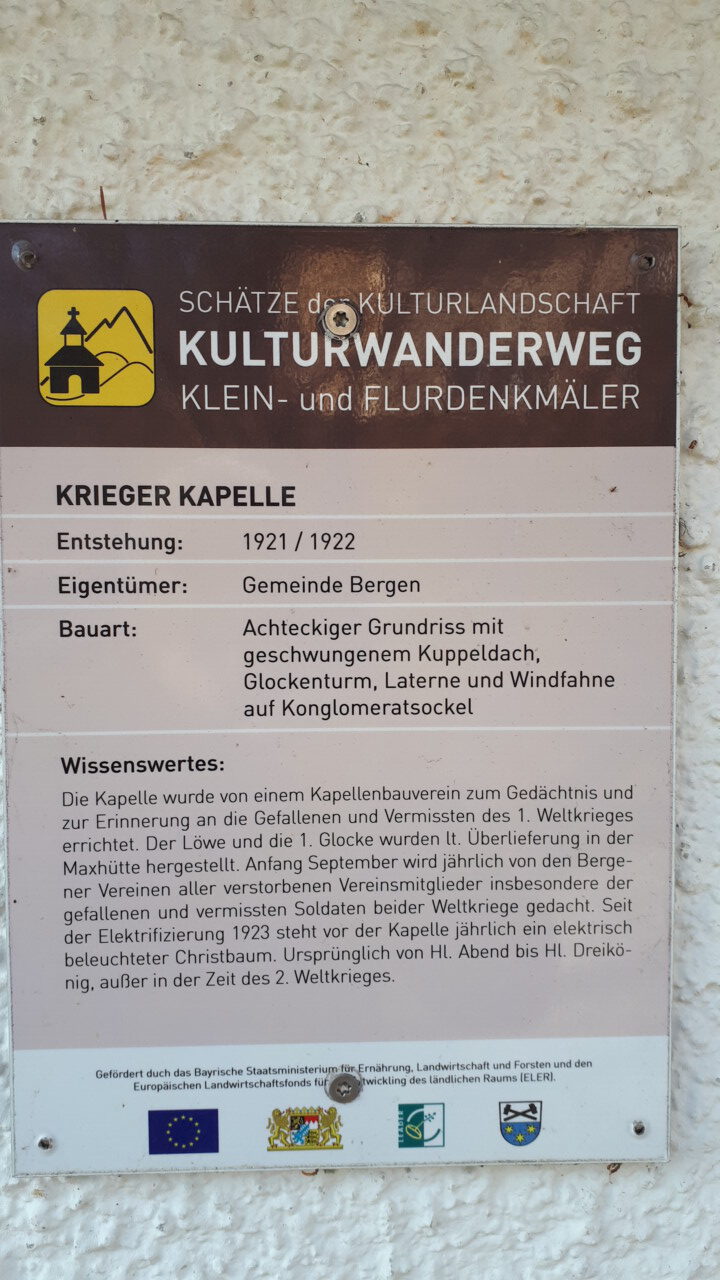 SCHÄTZE der KULTURLANDSCHAFT
KULTURWANDERWEG
KLEIN- und FLURDENKMÄLER
KRIEGER KAPELLE
Entstehung: 1921 / 1922
Eigentümer: Gemeinde Bergen
Bauart: Achteckiger Grundriss mit
geschwungenem Kuppeldach,
Glockenturm, Laterne und Windfahne
auf Konglomeratsockel
Wissenswertes:
Die Kapelle wurde von einem Kapellenbauverein zum Gedächtnis und
zur Erinnerung an die Gefallenen und Vermissten des 1. Weltkrieges
errichtet. Der Löwe und die 1. Glocke wurden lt. Überlieferung in der
Maxhütte hergestellt. Anfang September wird jährlich von den Berge-
ner Vereinen aller verstorbenen Vereinsmitglieder insbesondere der
gefallenen und vermissten Soldaten beider Weltkriege gedacht. Seit
der Elektrifizierung 1923 steht vor der Kapelle jährlich ein elektrisch
beleuchteter Christbaum. Ursprünglich von Hl. Abend bis Hl. Dreikö-
nig, außer in der Zeit des 2. Weltkrieges.
Gefördert duch das Bayrische Staatsministerium für Ernährung, Landwirtschaft und Forsten und den
Europäischen Landwirtschaftsfonds für des ländlichen Raums (ELER).
LEADER